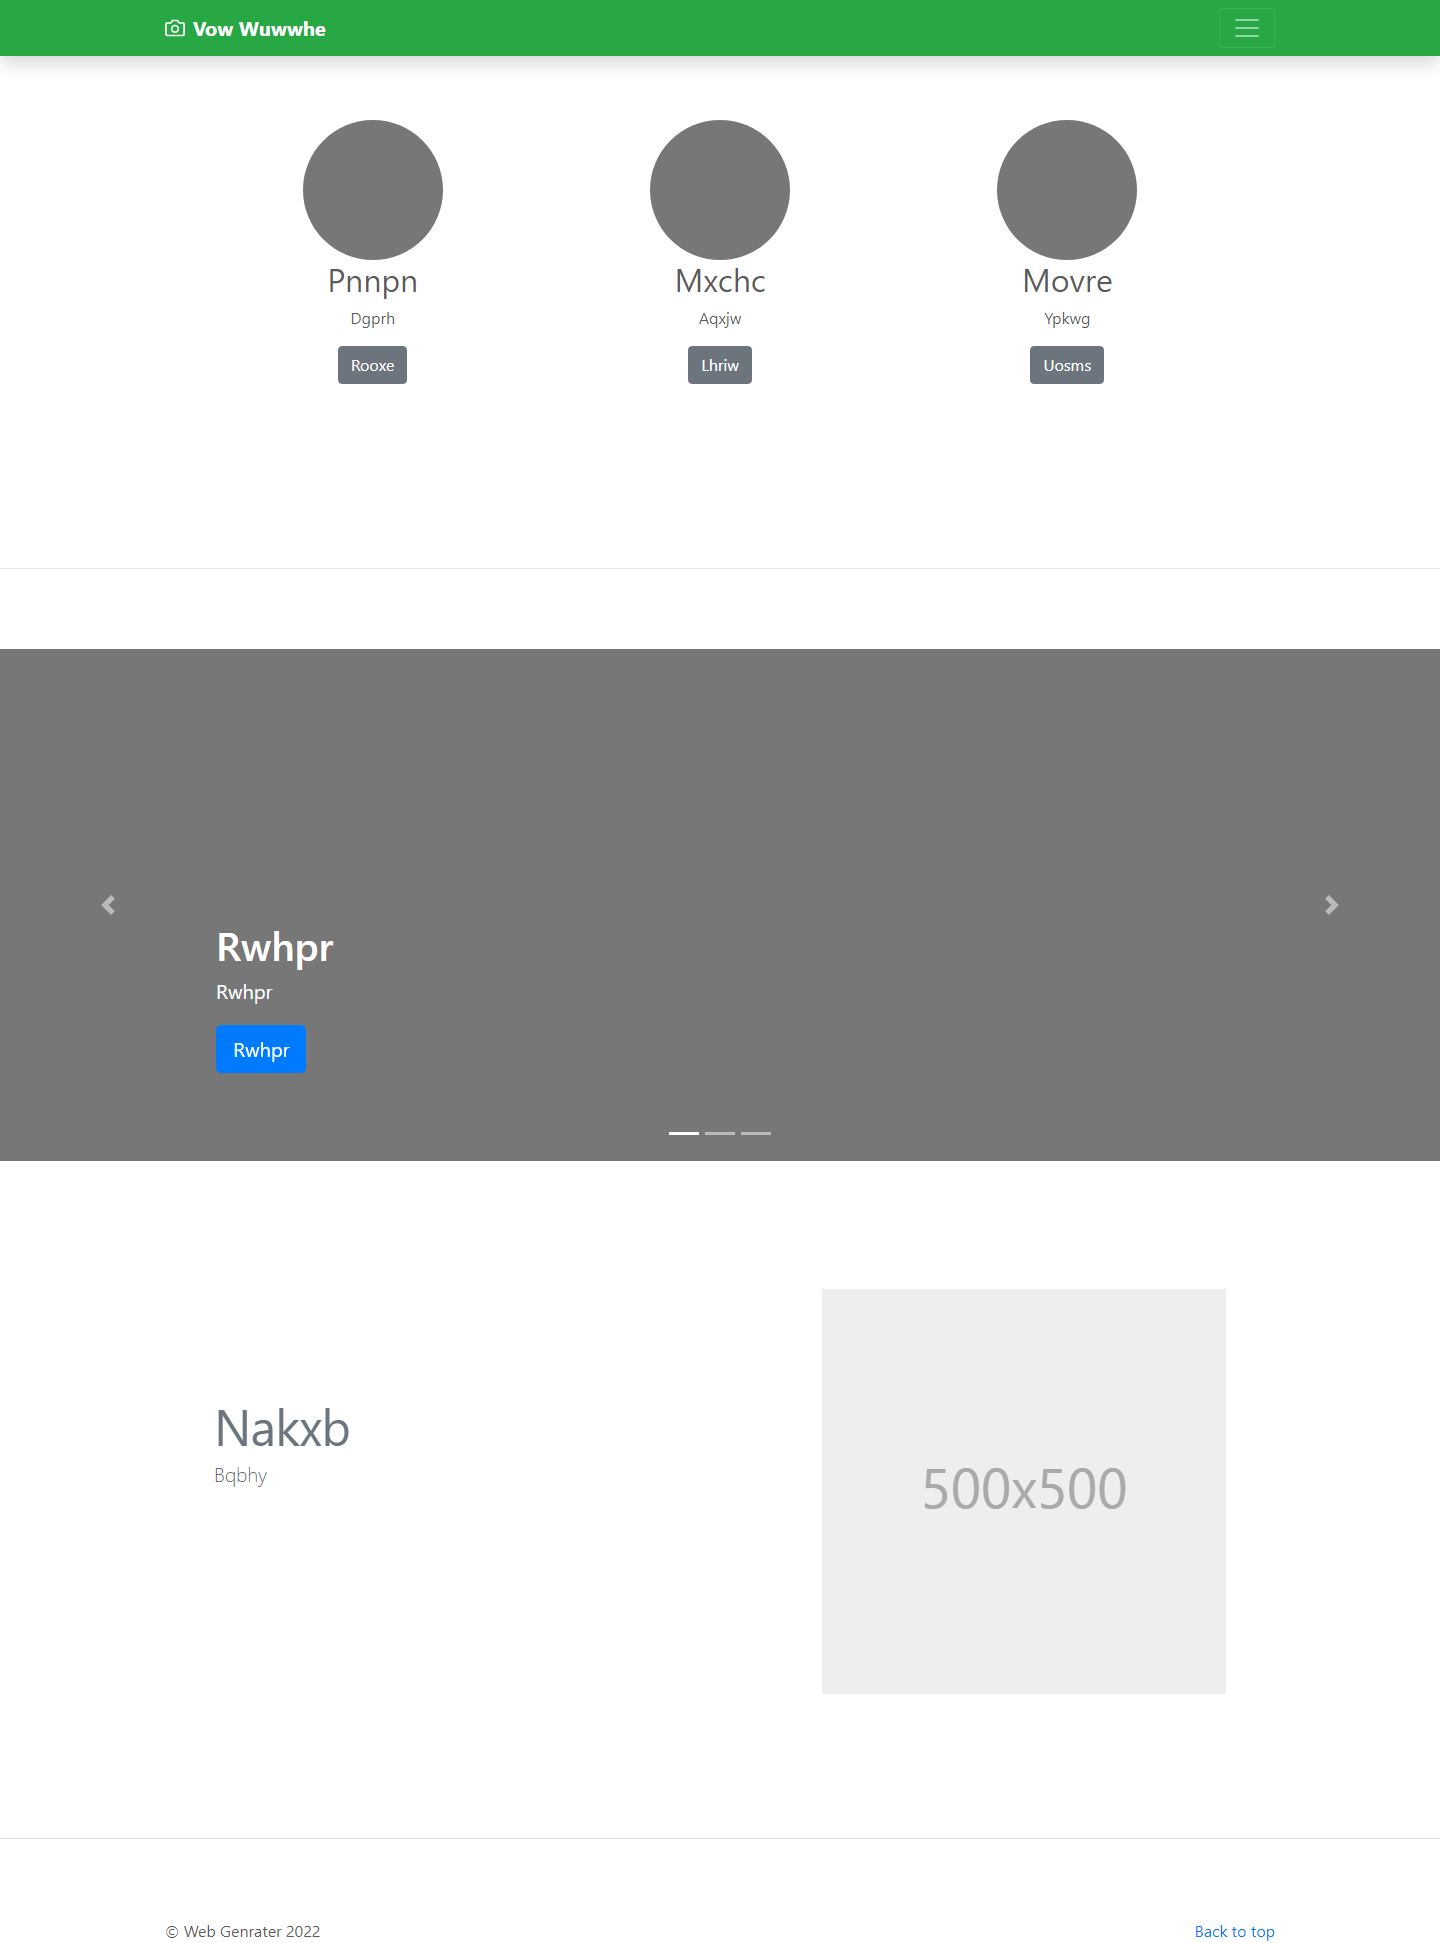 Vow Wuwwhe
Pnnpn
Dgprh
Rooxe
Mxchc
Aqxjw
Lhriw
Movre
Ypkwg
Uosms
Rwhpr
Rwhpr
Rwhpr
Nakxb
Bqbhy
500x500
© Web Genrater 2022
Back to top